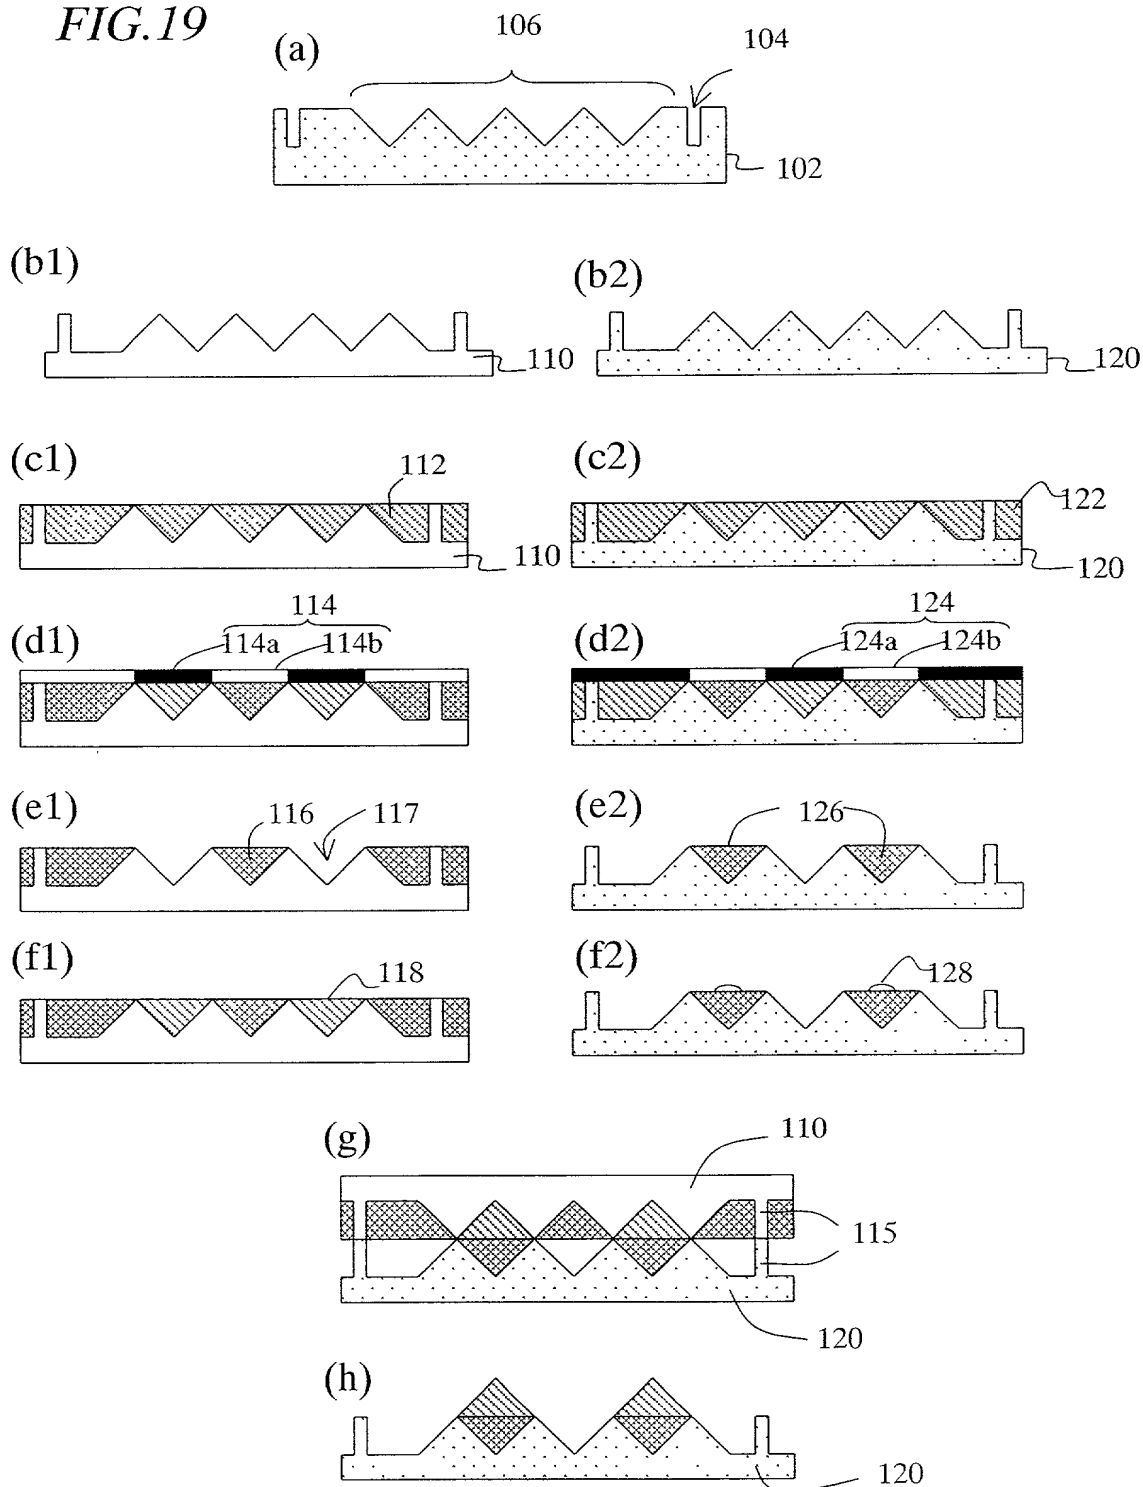 FIG.19
(a)
106
104
102
(b1)
110
(b2)
120
(c1)
112
110
(c2)
122
120
(d1)
114
114a
114b
(d2)
124
124a
124b
(e1)
116
117
(e2)
126
(f1)
118
(f2)
128
(g)
110
115
120
(h)
120